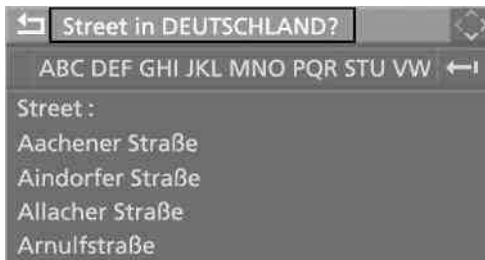 Street in DEUTSCHLAND?
ABC DEF GHI JKL MNO PQR STU VW
Street :
Aachener Straße
Aindorfer Straße
Allacher Straße
Arnulfstraße